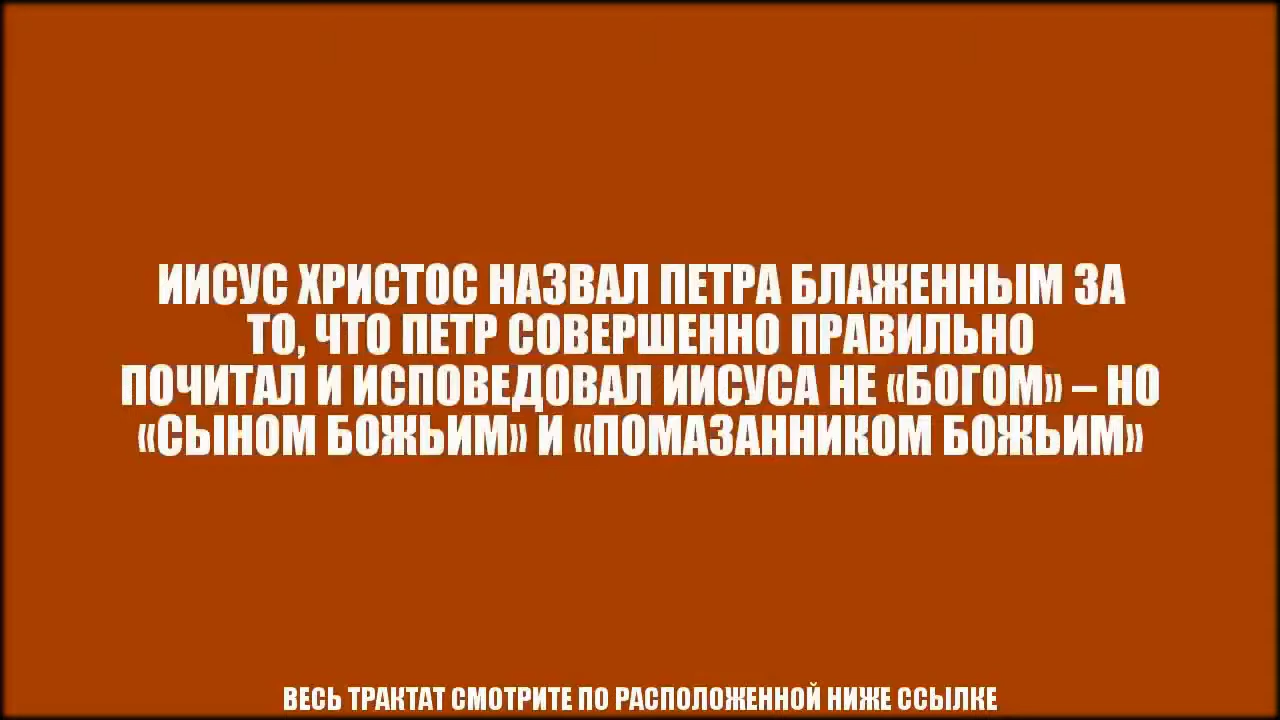 ИИСУС ХРИСТОС НАЗВАЛ ПЕТРА БЛАЖЕННЫМ ЗА
ТО, ЧТО ПЕТР СОВЕРШЕННО ПРАВИЛЬНО
ПОЧИТАЛ И ИСПОВЕДОВАЛ ИИСУСА НЕ «БОГОМ» – НО
«СЫНОМ БОЖЬИМ» И «ПОМАЗАННИКОМ БОЖЬИМ»
ВЕСЬ ТРАКТАТ СМОТРИТЕ ПО РАСПОЛОЖЕННОЙ НИЖЕ ССЫЛКЕ